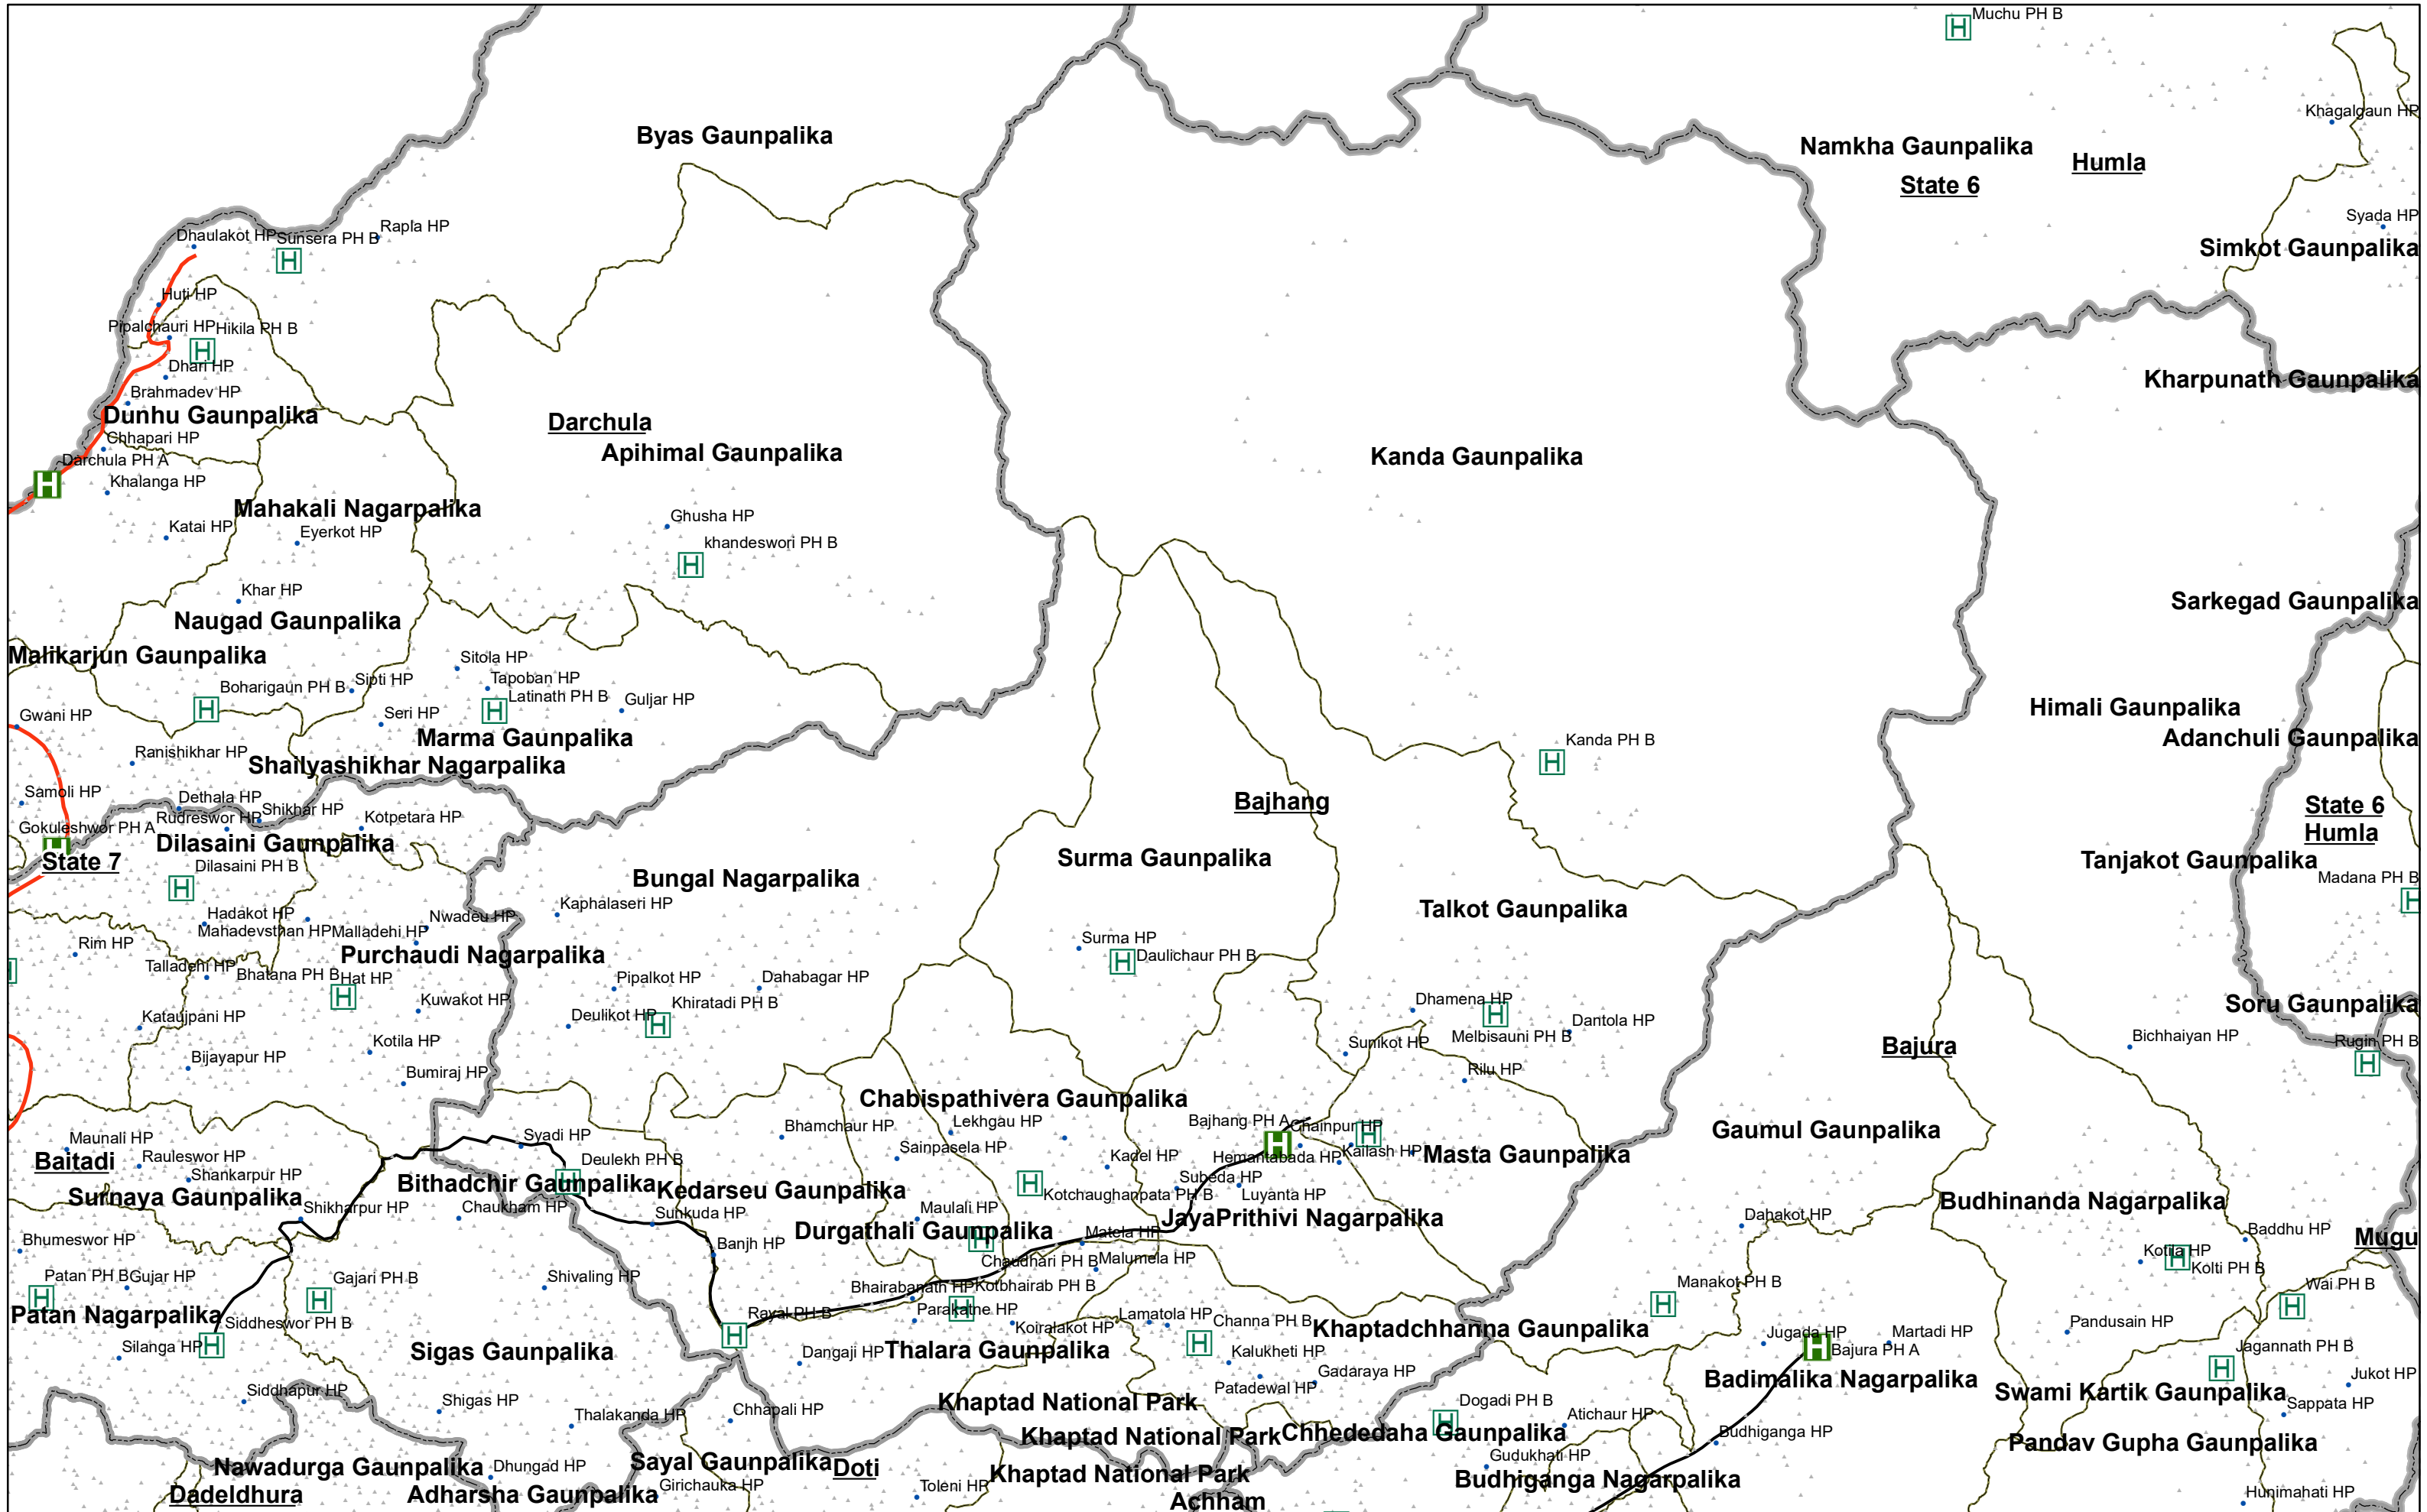 Muchu PH B
Khagalgaun HP
Byas Gaunpalika
Namkha Gaunpalika
Humla
State 6
Syada HP
Simkot Gaunpalika
Rapla HP
Dhaulakot HP
Sunsera PH B
Huti HP
Pipalchauri HP
Hikila PH B
Dhari HP
Brahmadev HP
Dunhu Gaunpalika
Kharpunath Gaunpalika
Darchula
Chhapari HP
Apihimal Gaunpalika
Kanda Gaunpalika
Darchula PH A
Khalanga HP
Mahakali Nagarpalika
Ghusha HP
Katai HP
Eyerkot HP
khandeswori PH B
Khar HP
Sarkegad Gaunpalika
Naugad Gaunpalika
Malikarjun Gaunpalika
Sitola HP
Tapoban HP
Boharigaun PH B
Sipti HP
Latinath PH B
Guljar HP
Himali Gaunpalika
Gwani HP
Seri HP
Marma Gaunpalika
Adanchuli Gaunpalika
Kanda PH B
Ranishikhar HP
Shailyashikhar Nagarpalika
Samoli HP
Dethala HP
Shikhar HP
Bajhang
State 6
Humla
Rudreswor HP
Kotpetara HP
Gokuleshwor PH A
Dilasaini Gaunpalika
State 7
Dilasaini PH B
Surma Gaunpalika
Tanjakot Gaunpalika
Bungal Nagarpalika
Madana PH B
Kaphalaseri HP
Talkot Gaunpalika
Hadakot HP
Nwadeu HP
Mahadevsthan HP
Malladehi HP
Rim HP
Surma HP
Purchaudi Nagarpalika
Daulichaur PH B
Talladehi HP
Bhatana PH B
Hat HP
Pipalkot HP
Dahabagar HP
Kuwakot HP
Khiratadi PH B
Dhamena HP
Soru Gaunpalika
Kataujpani HP
Deulikot HP
Dantola HP
Melbisauni PH B
Bichhaiyan HP
Sunikot HP
Bajura
Rugin PH B
Kotila HP
Bijayapur HP
Bumiraj HP
Rilu HP
Chabispathivera Gaunpalika
Lekhgau HP
Bajhang PH A
Chainpur HP
Bhamchaur HP
Gaumul Gaunpalika
Maunali HP
Syadi HP
Sainpasela HP
Baitadi
Rauleswor HP
Deulekh PH B
Kadel HP
Hemantabada HP
Kailash HP
Masta Gaunpalika
Shankarpur HP
Subeda HP
Bithadchir Gaunpalika
Kedarseu Gaunpalika
Kotchaughanpata PH B
Luyanta HP
Surnaya Gaunpalika
Budhinanda Nagarpalika
Shikharpur HP
Chaukham HP
Sunkuda HP
Maulali HP
JayaPrithivi Nagarpalika
Dahakot HP
Durgathali Gaunpalika
Matela HP
Baddhu HP
Mugu
Bhumeswor HP
Banjh HP
Chaudhari PH B
Malumela HP
Kotila HP
Kolti PH B
Patan PH B
Gujar HP
Gajari PH B
Shivaling HP
Bhairabanath HP
Kotbhairab PH B
Manakot PH B
Wai PH B
Patan Nagarpalika
Rayal PH B
Parakatne HP
Lamatola HP
Channa PH B
Siddheswor PH B
Koiralakot HP
Khaptadchhanna Gaunpalika
Pandusain HP
Jugada HP
Martadi HP
Silanga HP
Sigas Gaunpalika
Dangaji HP
Thalara Gaunpalika
Kalukheti HP
Bajura PH A
Jagannath PH B
Gadaraya HP
Badimalika Nagarpalika
Jukot HP
Siddhapur HP
Patadewal HP
Swami Kartik Gaunpalika
Khaptad National Park
Shigas HP
Dogadi PH B
Sappata HP
Thalakanda HP
Chhapali HP
Atichaur HP
Khaptad National Park
Chhededaha Gaunpalika
Budhiganga HP
Pandav Gupha Gaunpalika
Nawadurga Gaunpalika
Dhungad HP
Sayal Gaunpalika
Doti
Gudukhati HP
Khaptad National Park
Budhiganga Nagarpalika
Dadeldhura
Adharsha Gaunpalika
Girichauka HP
Toleni HP
Achham
Hunimahati HP